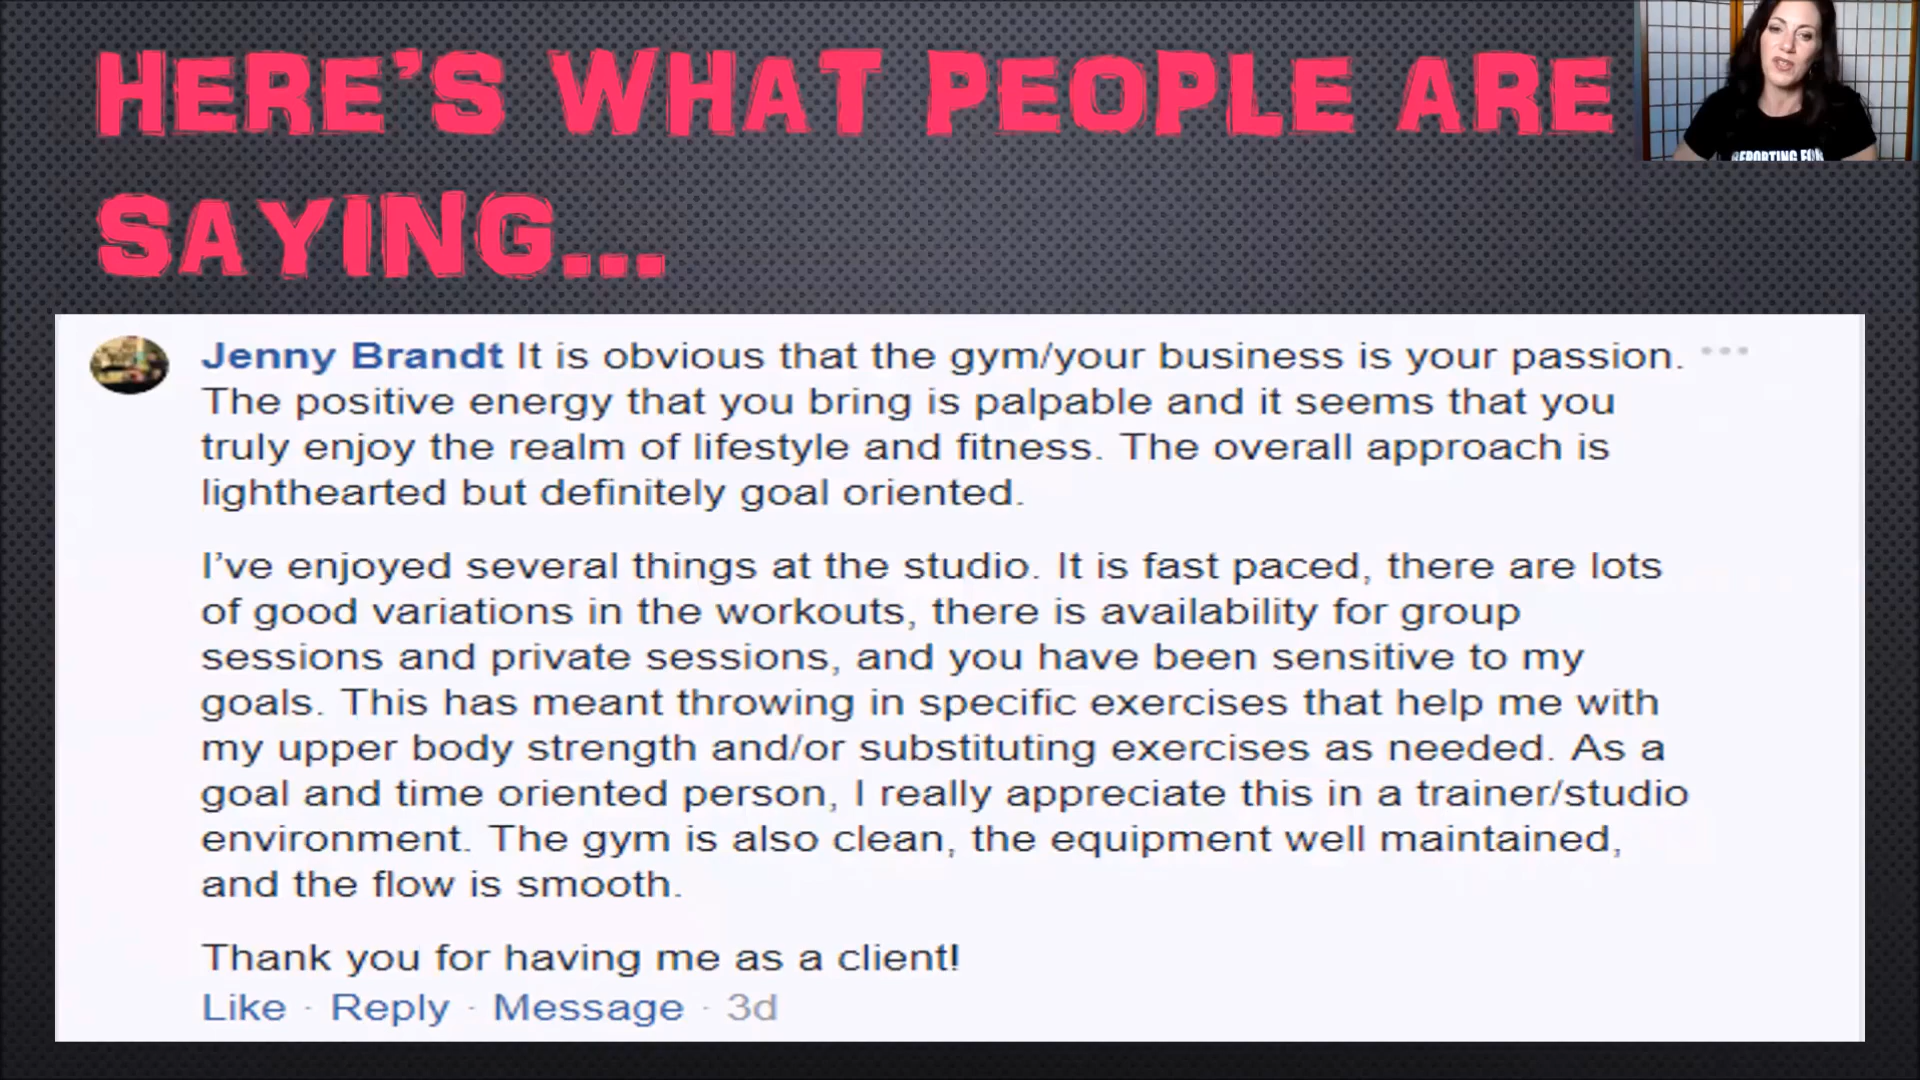 HERE'S WHAT PEOPLE ARE
SAYING...
Jenny Brandt It is obvious that the gym/your business is your passion.
The positive energy that you bring is palpable and it seems that you
truly enjoy the realm of lifestyle and fitness. The overall approach is
lighthearted but definitely goal oriented.
I've enjoyed several things at the studio. It is fast paced, there are lots
of good variations in the workouts, there is availability for group
sessions and private sessions, and you have been sensitive to my
goals. This has meant throwing in specific exercises that help me with
my upper body strength and/or substituting exercises as needed. As a
goal and time oriented person, I really appreciate this in a trainer/studio
environment. The gym is also clean, the equipment well maintained,
and the flow is smooth.
Thank you for having me as a client!
Like · Reply · Message · 3d